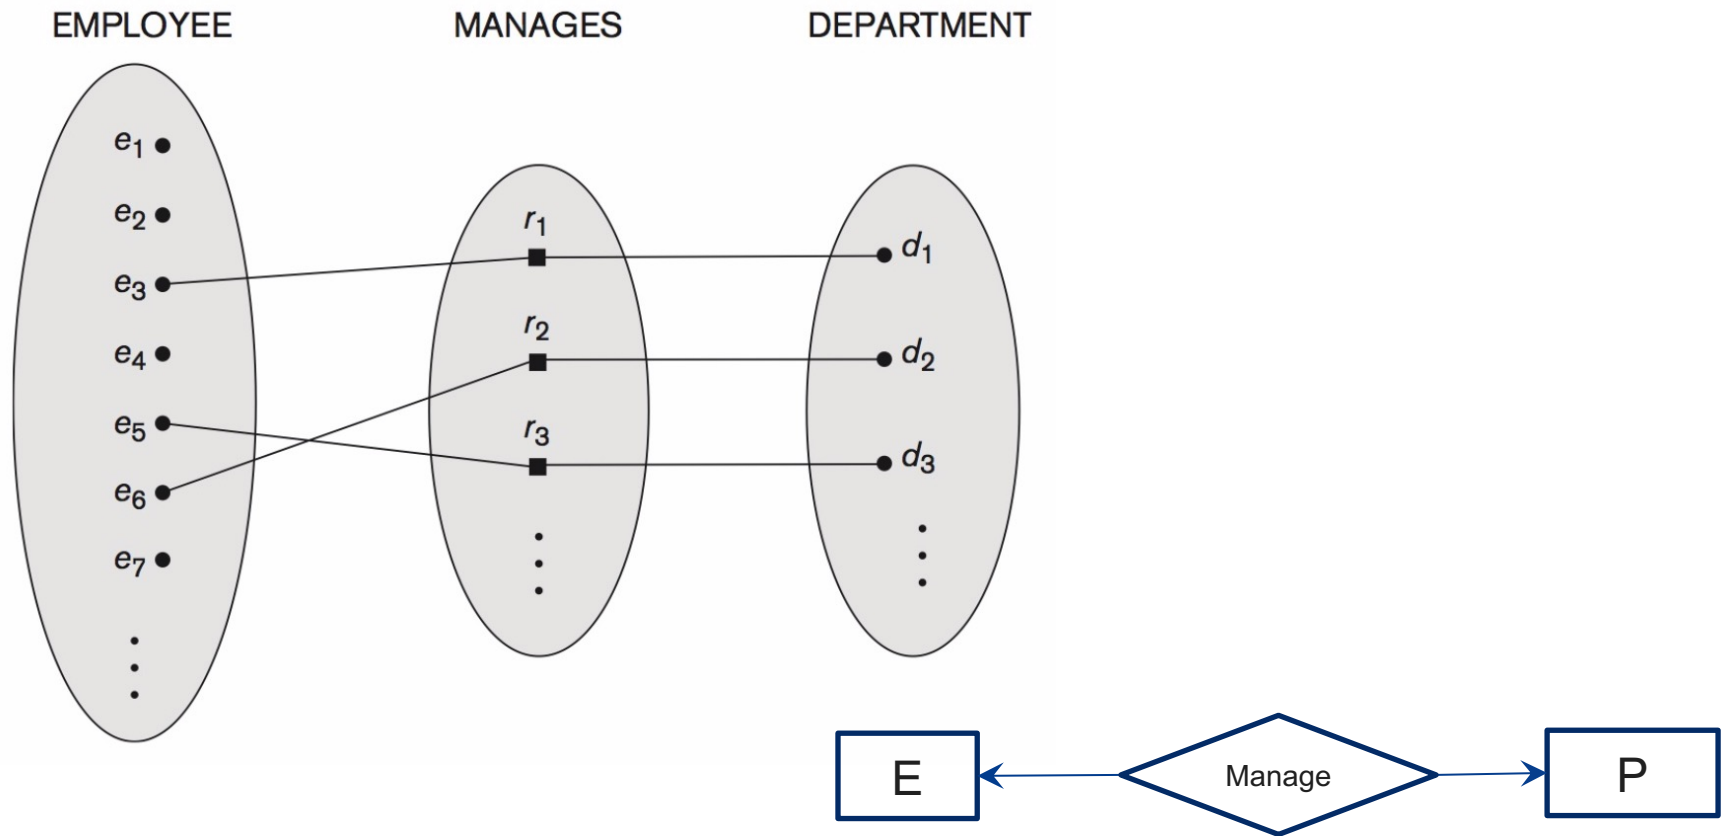 EMPLOYEE MANAGES DEPARTMENT
e1
e2
e3
e4
e5
e6
e7
r1
r2
r3
d1
d2
d3
E Manage P